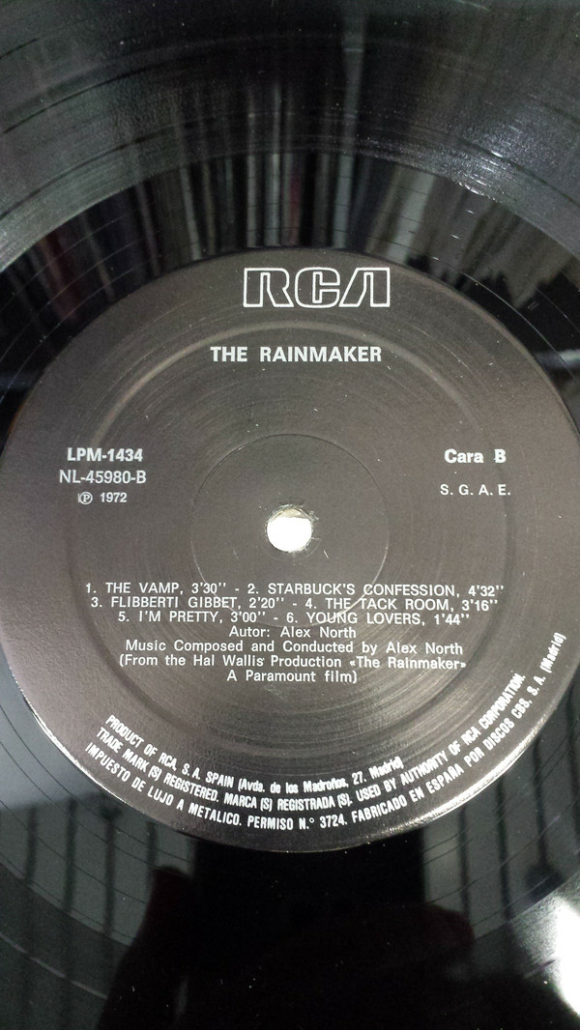 RCA
THE RAINMAKER
LPM-1434
NL-45980-B
℗ 1972
Cara B
S. G. A. E.
1. THE VAMP, 3'30'' - 2. STARBUCK'S CONFESSION, 4'32''
3. FLIBBERTI GIBBET, 2'20'' - 4. THE TACK ROOM, 3'16''
5. I'M PRETTY, 3'00'' - 6. YOUNG LOVERS, 1'44''
Autor: Alex North
Music Composed and Conducted by Alex North
(From the Hal Wallis Production «The Rainmaker»
A Paramount film)
PRODUCT OF RCA, S. A. SPAIN (Avda. de los Madroños, 27. Madrid)
TRADE MARK (S) REGISTERED. MARCA (S) REGISTRADA (S). USED BY AUTHORITY OF RCA CORPORATION.
IMPUESTO DE LUJO A METALICO. PERMISO N.° 3724. FABRICADO EN ESPAÑA POR DISCOS CBS, S. A. (Madrid)